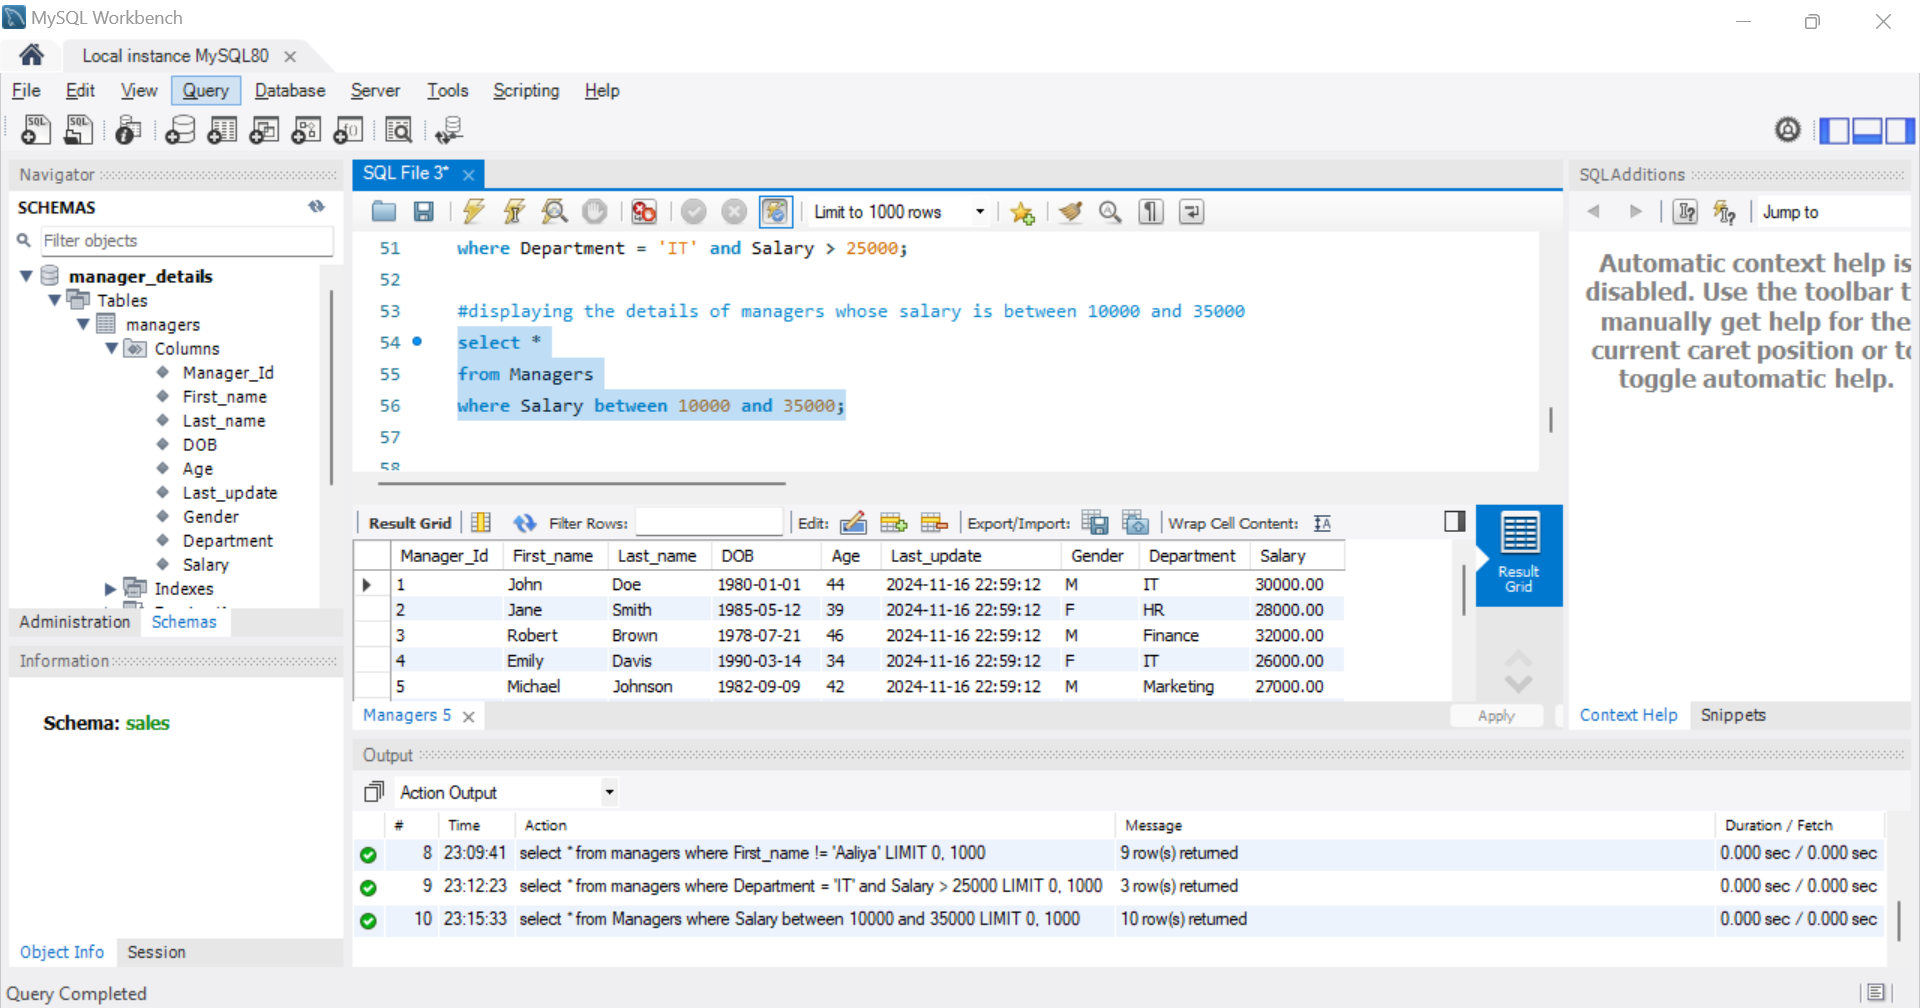 MySQL Workbench
Local instance MySQL80
File Edit View Query Database Server Tools Scripting Help
Navigator
SCHEMAS
Filter objects
manager_details
Tables
managers
Columns
Manager_Id
First_name
Last_name
DOB
Age
Last_update
Gender
Department
Salary
Indexes
Administration Schemas
Information
Schema: sales
Object Info Session
SQL File 3*
Limit to 1000 rows
51 where Department = 'IT' and Salary > 25000;
52
53 #displaying the details of managers whose salary is between 10000 and 35000
54 select *
55 from Managers
56 where Salary between 10000 and 35000;
57
58
Result Grid Filter Rows: Edit: Export/Import: Wrap Cell Content:
Manager_Id First_name Last_name DOB Age Last_update Gender Department Salary
1 John Doe 1980-01-01 44 2024-11-16 22:59:12 M IT 30000.00
2 Jane Smith 1985-05-12 39 2024-11-16 22:59:12 F HR 28000.00
3 Robert Brown 1978-07-21 46 2024-11-16 22:59:12 M Finance 32000.00
4 Emily Davis 1990-03-14 34 2024-11-16 22:59:12 F IT 26000.00
5 Michael Johnson 1982-09-09 42 2024-11-16 22:59:12 M Marketing 27000.00
Result
Grid
Managers 5
Apply
SQLAdditions
Jump to
Automatic context help is
disabled. Use the toolbar t
manually get help for the
current caret position or to
toggle automatic help.
Context Help Snippets
Output
Action Output
# Time Action Message Duration / Fetch
8 23:09:41 select * from managers where First_name != 'Aaliya' LIMIT 0, 1000 9 row(s) returned 0.000 sec / 0.000 sec
9 23:12:23 select * from managers where Department = 'IT' and Salary > 25000 LIMIT 0, 1000 3 row(s) returned 0.000 sec / 0.000 sec
10 23:15:33 select * from Managers where Salary between 10000 and 35000 LIMIT 0, 1000 10 row(s) returned 0.000 sec / 0.000 sec
Query Completed